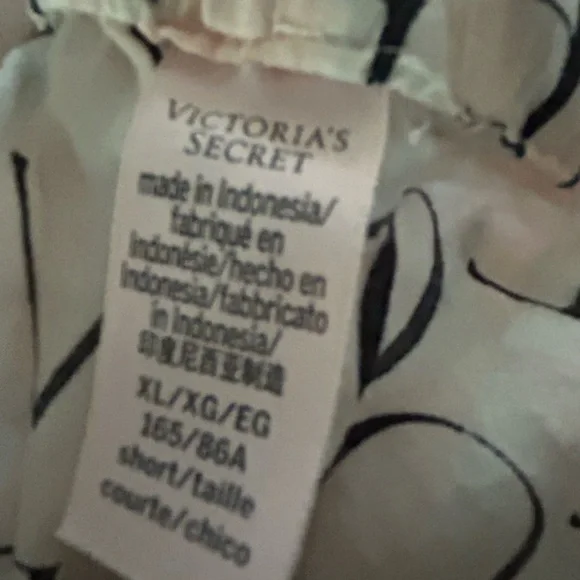 VICTORIA'S
SECRET
made in Indonesia/
fabriqué en
Indonésie/hecho en
Indonesia/fabbricato
in Indonesia/
印度尼西亚制造
XL/XG/EG
165/86A
short/taille
courte/chico